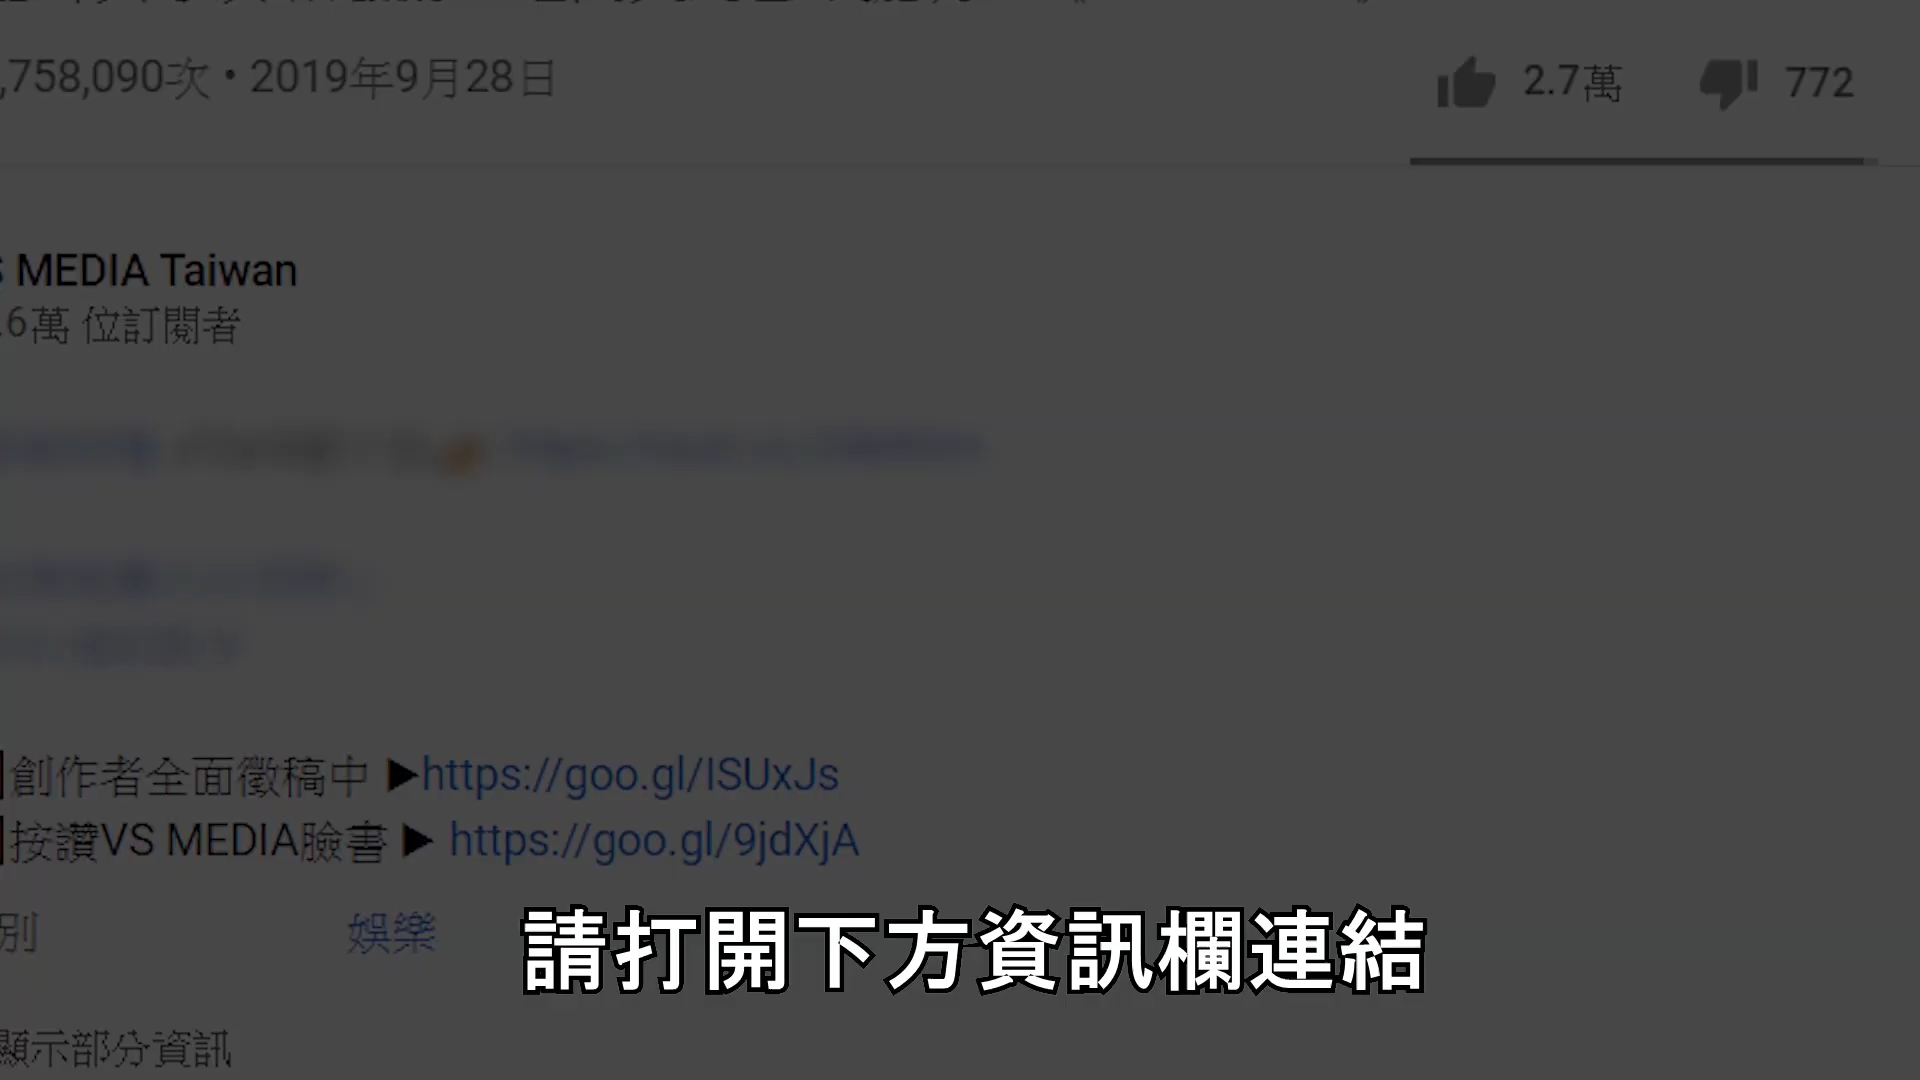 ,758,090次 • 2019年9月28日
2.7萬 772
MEDIA Taiwan
.6萬 位訂閱者
創作者全面徵稿中 ▶https://goo.gl/ISUxJs
按讚VS MEDIA臉書 ▶ https://goo.gl/9jdXjA
別 娛樂
請打開下方資訊欄連結
顯示部分資訊